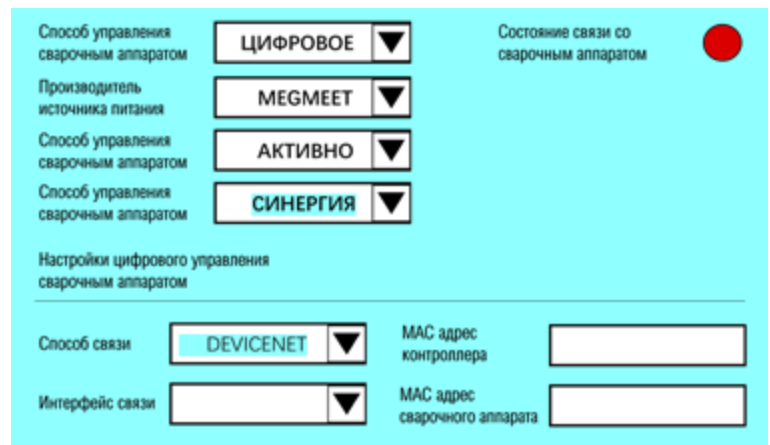 Способ управления
сварочным аппаратом
ЦИФРОВОЕ
Состояние связи со
сварочным аппаратом
Производитель
источника питания
MEGMEET
Способ управления
сварочным аппаратом
АКТИВНО
Способ управления
сварочным аппаратом
СИНЕРГИЯ
Настройки цифрового управления
сварочным аппаратом
Способ связи
DEVICENET
МАС адрес
контроллера
Интерфейс связи
МАС адрес
сварочного аппарата